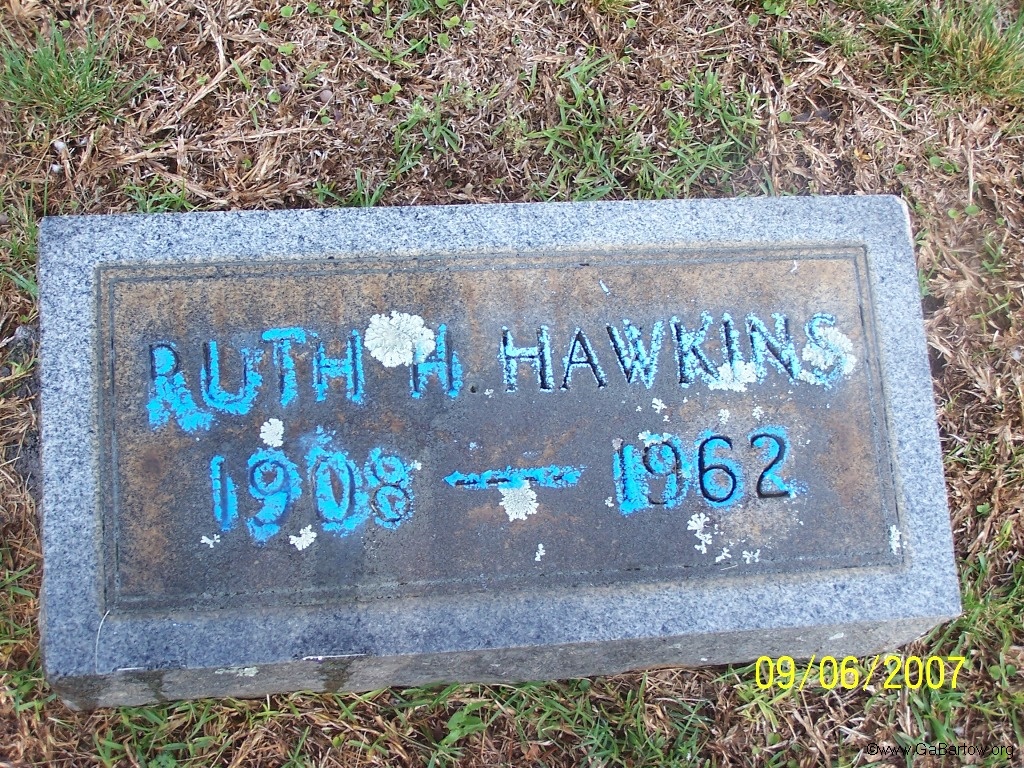 RUTH H HAWKINS
1908 — 1962
09/06/2007
©www.GaBartow.org